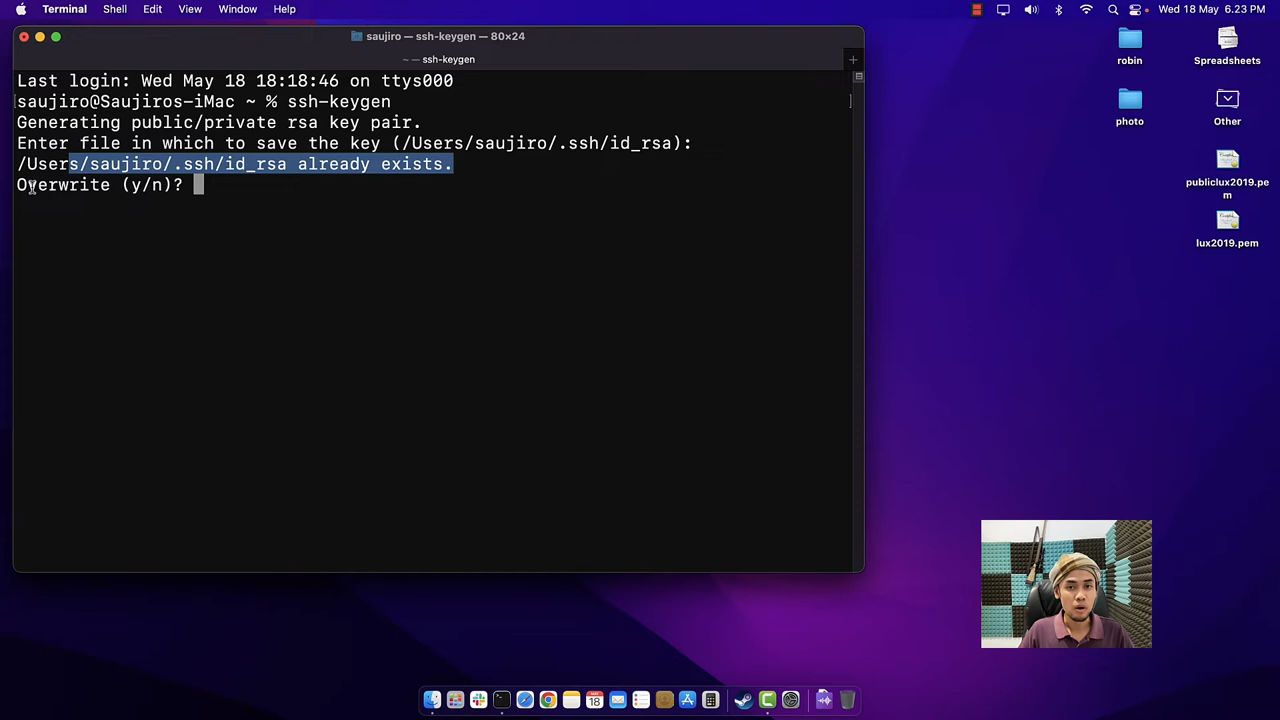 Terminal Shell Edit View Window Help
Wed 18 May 6.23 PM
saujiro — ssh-keygen — 80×24
~ — ssh-keygen
Last login: Wed May 18 18:18:46 on ttys000
saujiro@Saujiros-iMac ~ % ssh-keygen
Generating public/private rsa key pair.
Enter file in which to save the key (/Users/saujiro/.ssh/id_rsa):
/Users/saujiro/.ssh/id_rsa already exists.
Overwrite (y/n)?
robin
Spreadsheets
photo
Other
publiclux2019.pe
m
lux2019.pem
18